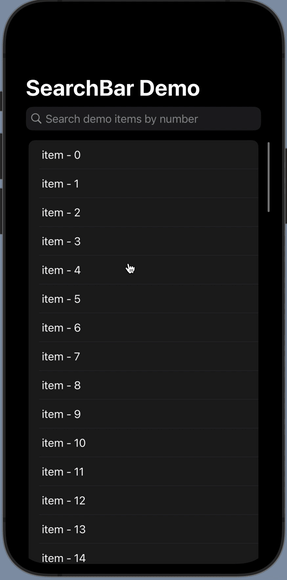 SearchBar Demo
Search demo items by number
item - 0
item - 1
item - 2
item - 3
item - 4
item - 5
item - 6
item - 7
item - 8
item - 9
item - 10
item - 11
item - 12
item - 13
item - 14